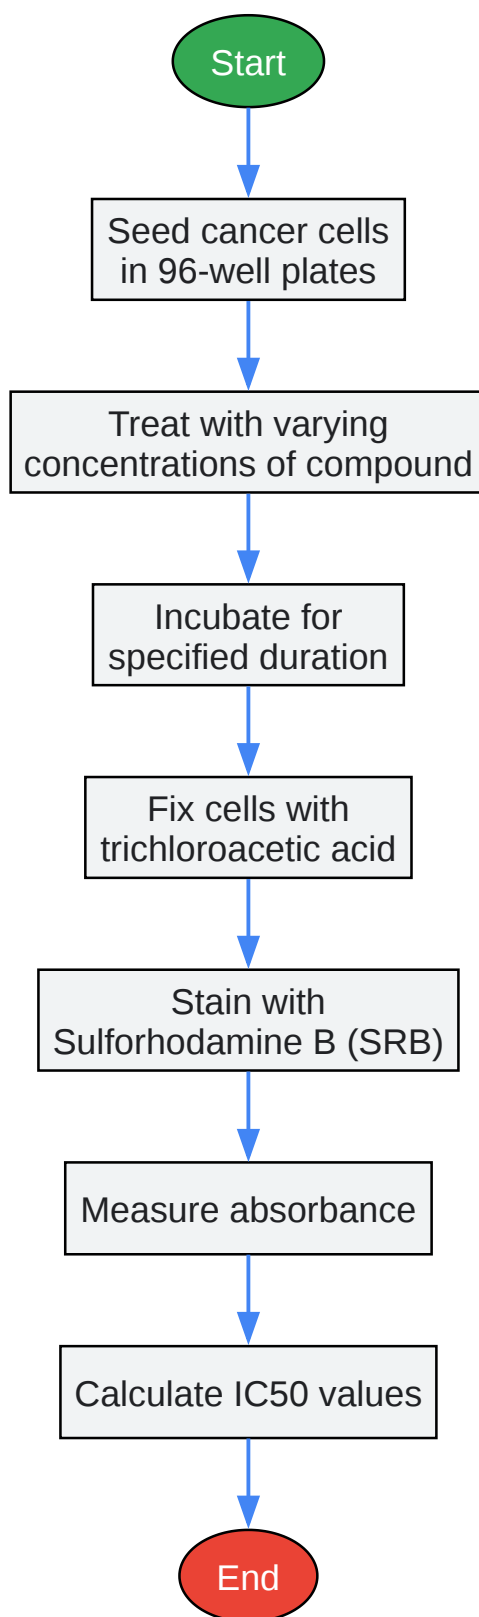 Start
Seed cancer cells
in 96-well plates
Treat with varying
concentrations of compound
Incubate for
specified duration
Fix cells with
trichloroacetic acid
Stain with
Sulforhodamine B (SRB)
Measure absorbance
Calculate IC50 values
End